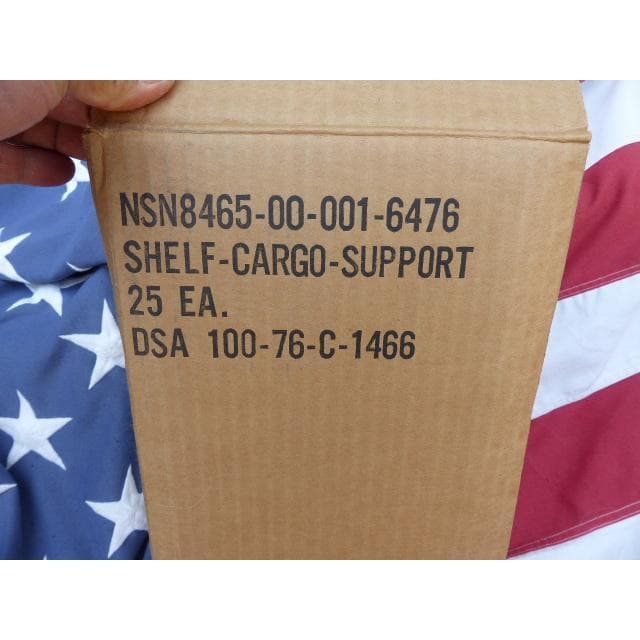 NSN8465-00-001-6476
SHELF-CARGO-SUPPORT
25 EA.
DSA 100-76-C-1466